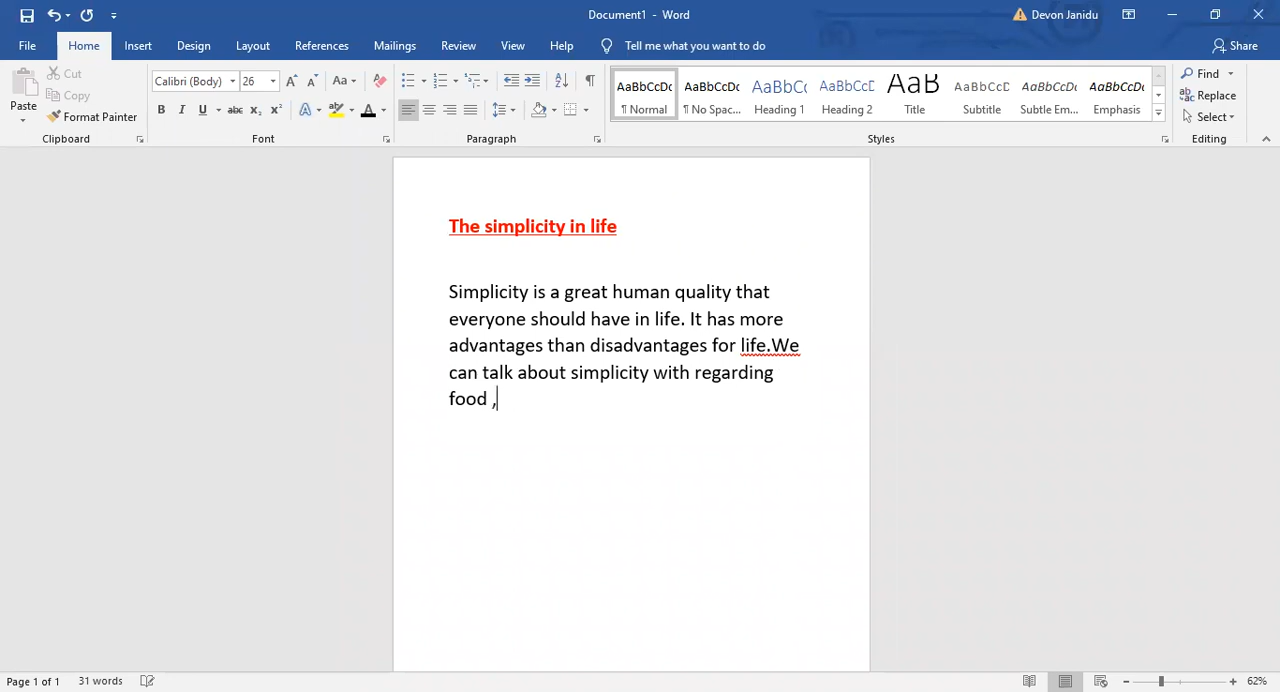 Document1 - Word
Devon Janidu
File Home Insert Design Layout References Mailings Review View Help Tell me what you want to do Share
Paste
Cut
Copy
Format Painter
Clipboard
Calibri (Body) 26 Aa
B I U abc x₂ x² A A
Font
Paragraph
AaBbCcDc AaBbCcDc AaBbCc AaBbCcD AaB AaBbCcD AaBbCcDc AaBbCcDc
¶ Normal ¶ No Spac... Heading 1 Heading 2 Title Subtitle Subtle Em... Emphasis
Styles
Find
Replace
Select
Editing
The simplicity in life
Simplicity is a great human quality that
everyone should have in life. It has more
advantages than disadvantages for life.We
can talk about simplicity with regarding
food ,
Page 1 of 1 31 words 62%